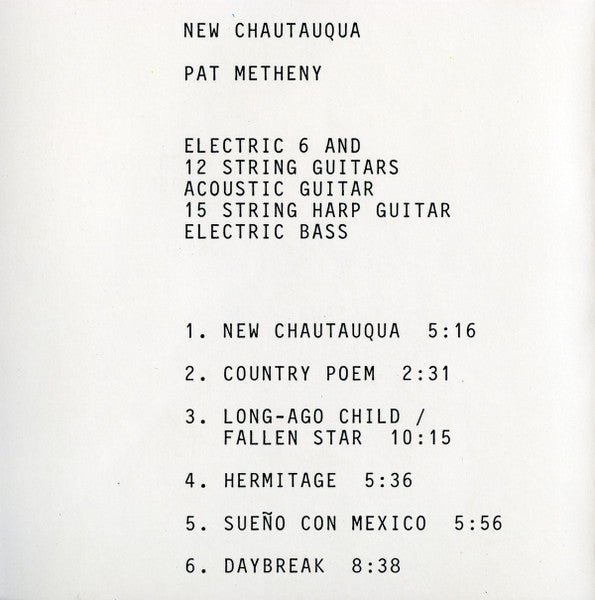 NEW CHAUTAUQUA
PAT METHENY
ELECTRIC 6 AND
12 STRING GUITARS
ACOUSTIC GUITAR
15 STRING HARP GUITAR
ELECTRIC BASS
1. NEW CHAUTAUQUA 5:16
2. COUNTRY POEM 2:31
3. LONG-AGO CHILD /
FALLEN STAR 10:15
4. HERMITAGE 5:36
5. SUEÑO CON MEXICO 5:56
6. DAYBREAK 8:38